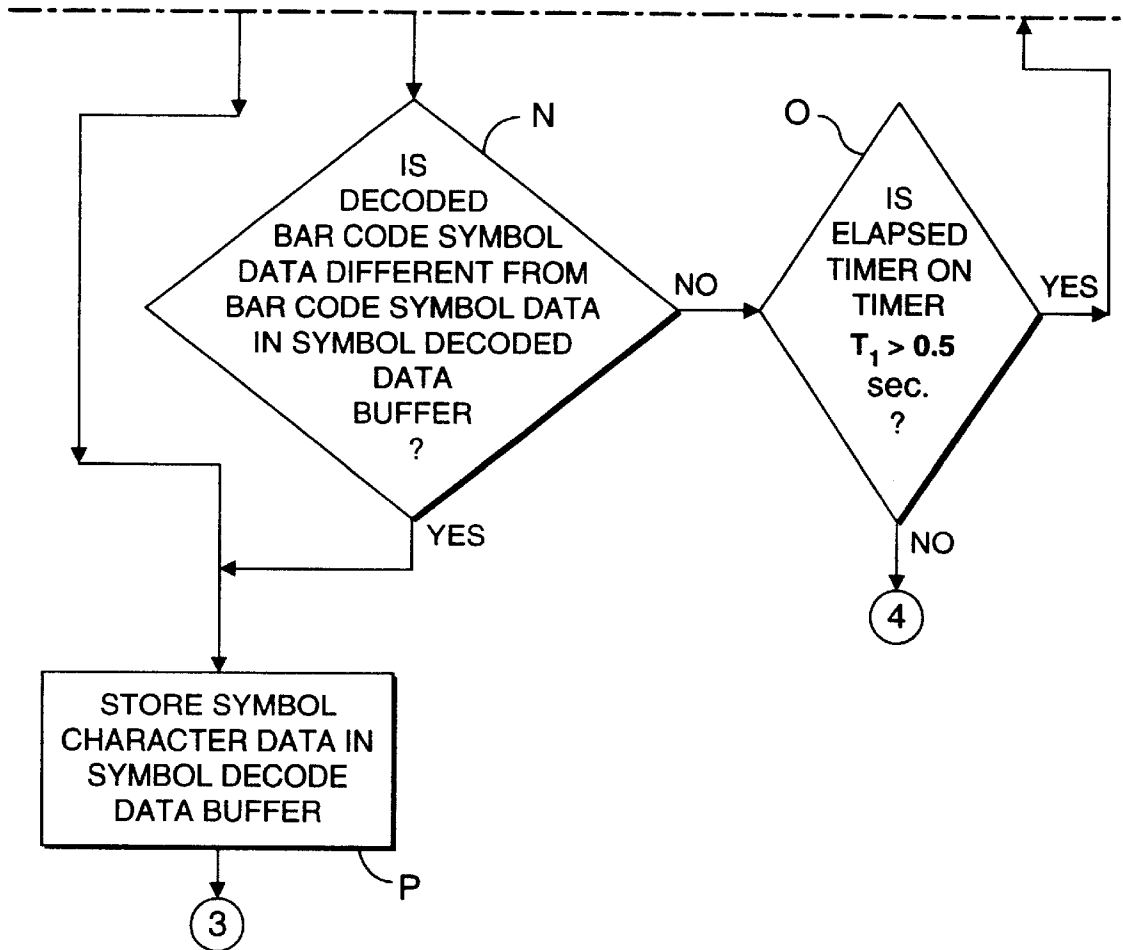 N
IS
DECODED
BAR CODE SYMBOL
DATA DIFFERENT FROM
BAR CODE SYMBOL DATA
IN SYMBOL DECODED
DATA
BUFFER
?
NO
YES
O
IS
ELAPSED
TIMER ON
TIMER
T₁ > 0.5
sec.
?
YES
NO
4
STORE SYMBOL
CHARACTER DATA IN
SYMBOL DECODE
DATA BUFFER
P
3